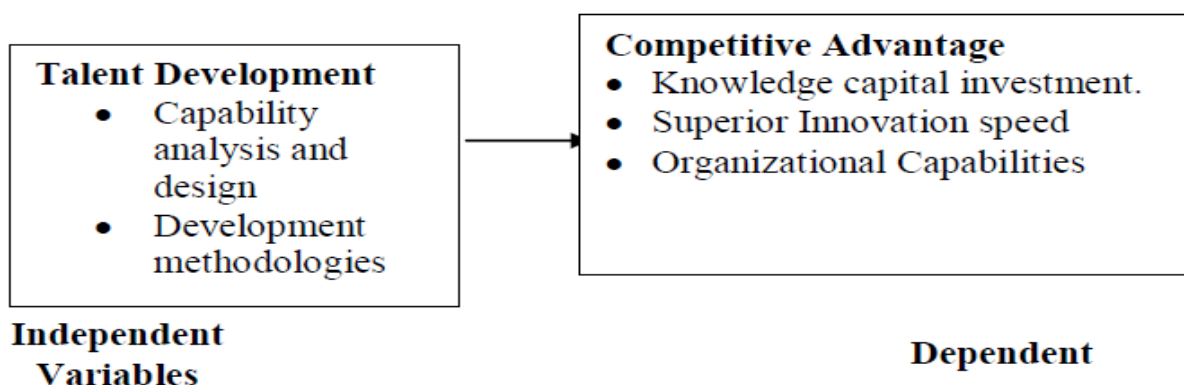 Talent Development
• Capability
analysis and
design
• Development
methodologies
Independent
Variables
Competitive Advantage
• Knowledge capital investment.
• Superior Innovation speed
• Organizational Capabilities
Dependent